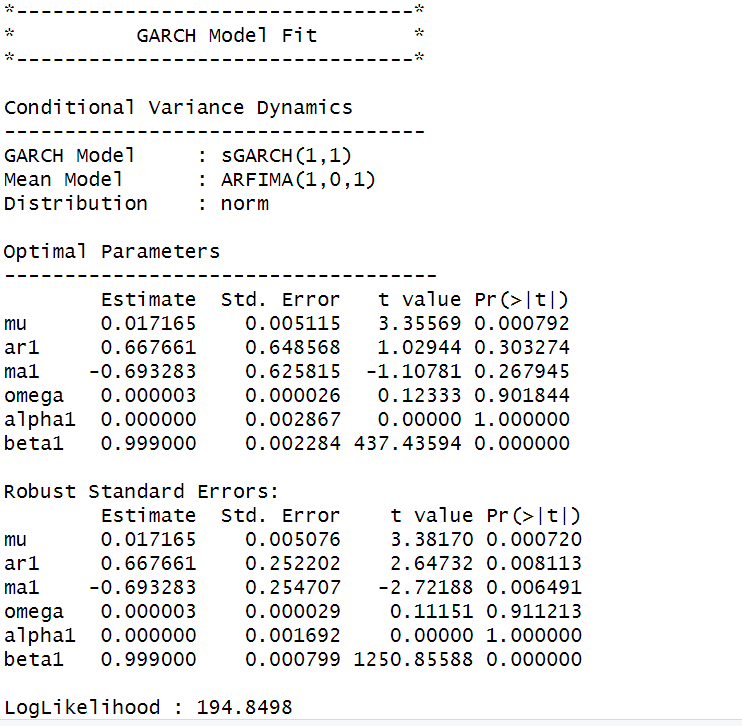 *---------------------------------*
*          GARCH Model Fit        *
*---------------------------------*

Conditional Variance Dynamics
-----------------------------------
GARCH Model     : sGARCH(1,1)
Mean Model      : ARFIMA(1,0,1)
Distribution    : norm

Optimal Parameters
------------------------------------
        Estimate  Std. Error   t value Pr(>|t|)
mu      0.017165    0.005115   3.35569 0.000792
ar1     0.667661    0.648568   1.02944 0.303274
ma1    -0.693283    0.625815  -1.10781 0.267945
omega   0.000003    0.000026   0.12333 0.901844
alpha1  0.000000    0.002867   0.00000 1.000000
beta1   0.999000    0.002284 437.43594 0.000000

Robust Standard Errors:
        Estimate  Std. Error    t value Pr(>|t|)
mu      0.017165    0.005076    3.38170 0.000720
ar1     0.667661    0.252202    2.64732 0.008113
ma1    -0.693283    0.254707   -2.72188 0.006491
omega   0.000003    0.000029    0.11151 0.911213
alpha1  0.000000    0.001692    0.00000 1.000000
beta1   0.999000    0.000799 1250.85588 0.000000

LogLikelihood : 194.8498